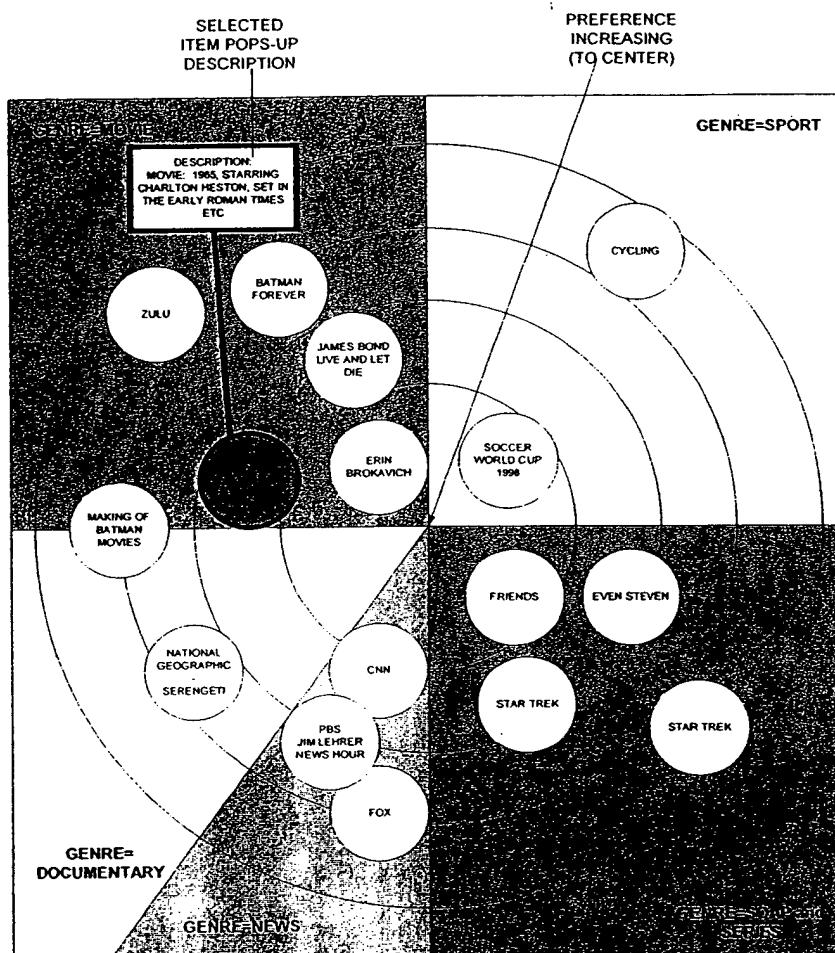 SELECTED
ITEM POPS-UP
DESCRIPTION
PREFERENCE
INCREASING
(TO CENTER)
GENRE=MOVIE
GENRE=SPORT
DESCRIPTION:
MOVIE: 1965, STARRING
CHARLTON HESTON, SET IN
THE EARLY ROMAN TIMES
ETC
CYCLING
ZULU
BATMAN
FOREVER
JAMES BOND
LIVE AND LET
DIE
ERIN
BROKAVICH
SOCCER
WORLD CUP
1998
MAKING OF
BATMAN
MOVIES
FRIENDS
EVEN STEVEN
NATIONAL
GEOGRAPHIC
-
SERENGETI
CNN
STAR TREK
STAR TREK
PBS
JIM LEHRER
NEWS HOUR
FOX
GENRE=
DOCUMENTARY
GENRE=NEWS
SERIES